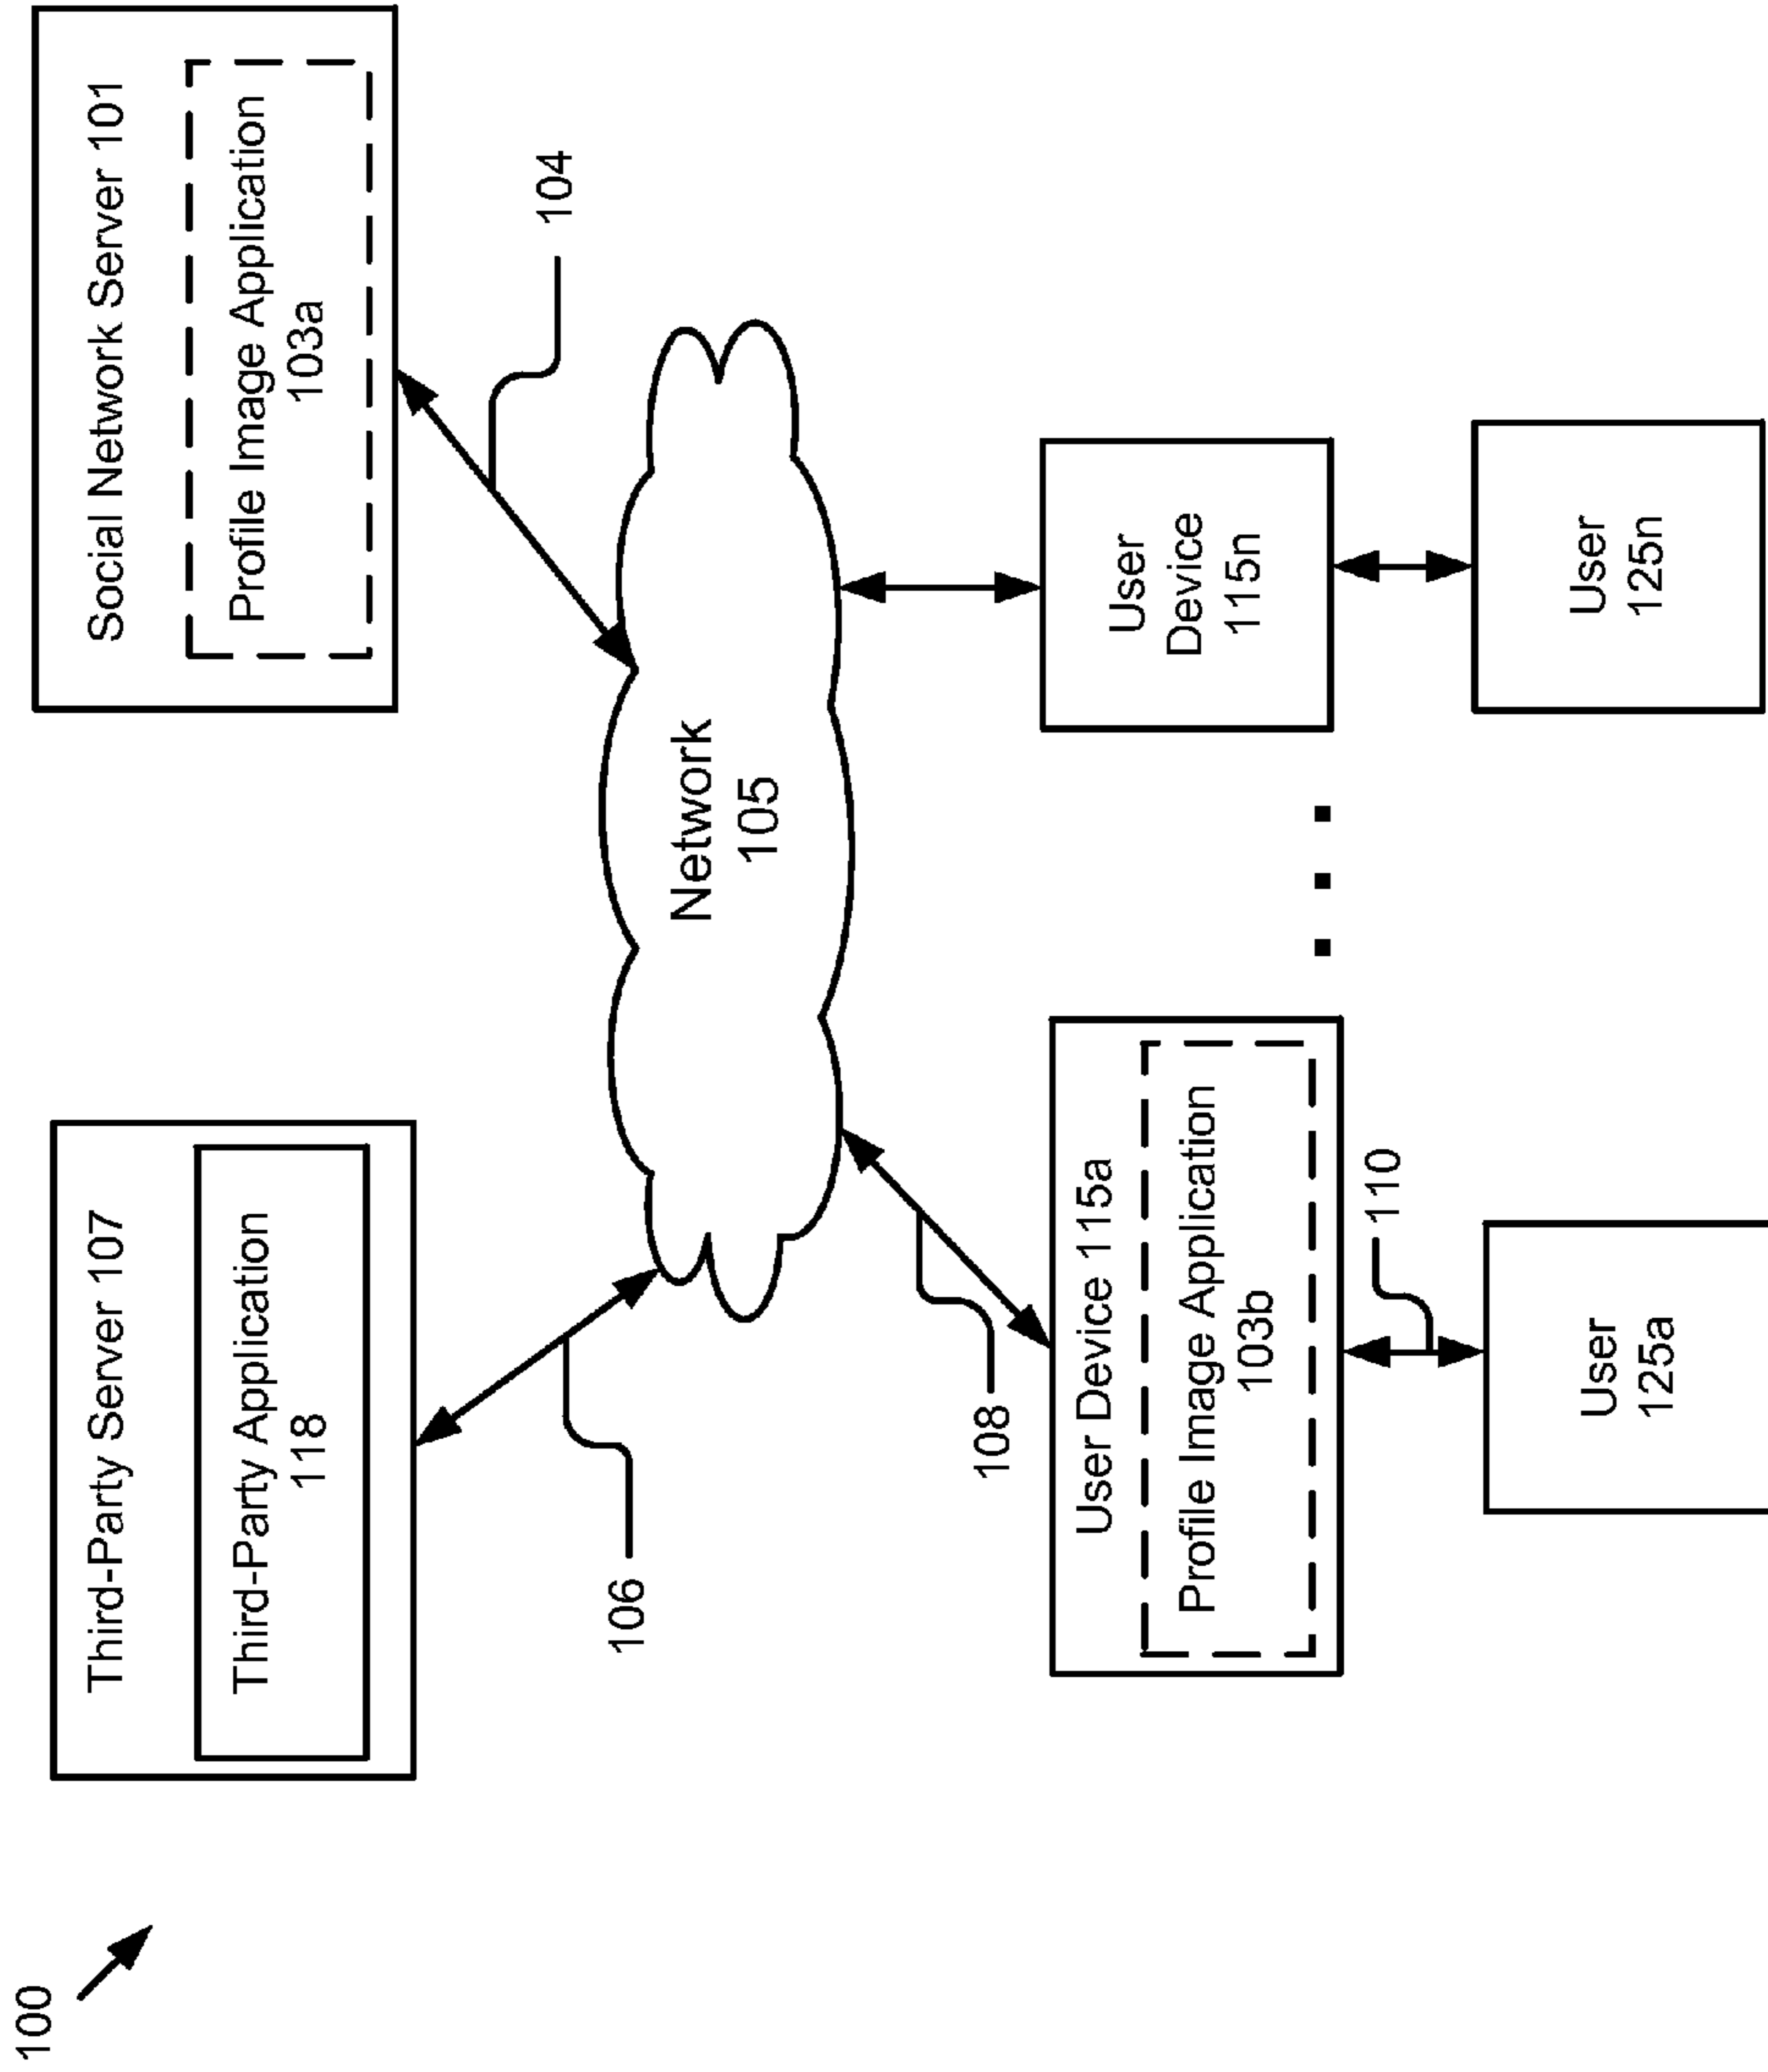 100
Third-Party Server 107
Third-Party Application
118
Social Network Server 101
Profile Image Application
103a
106
104
Network
105
108
User Device 115a
Profile Image Application
103b
110
User
125a
User
Device
115n
User
125n